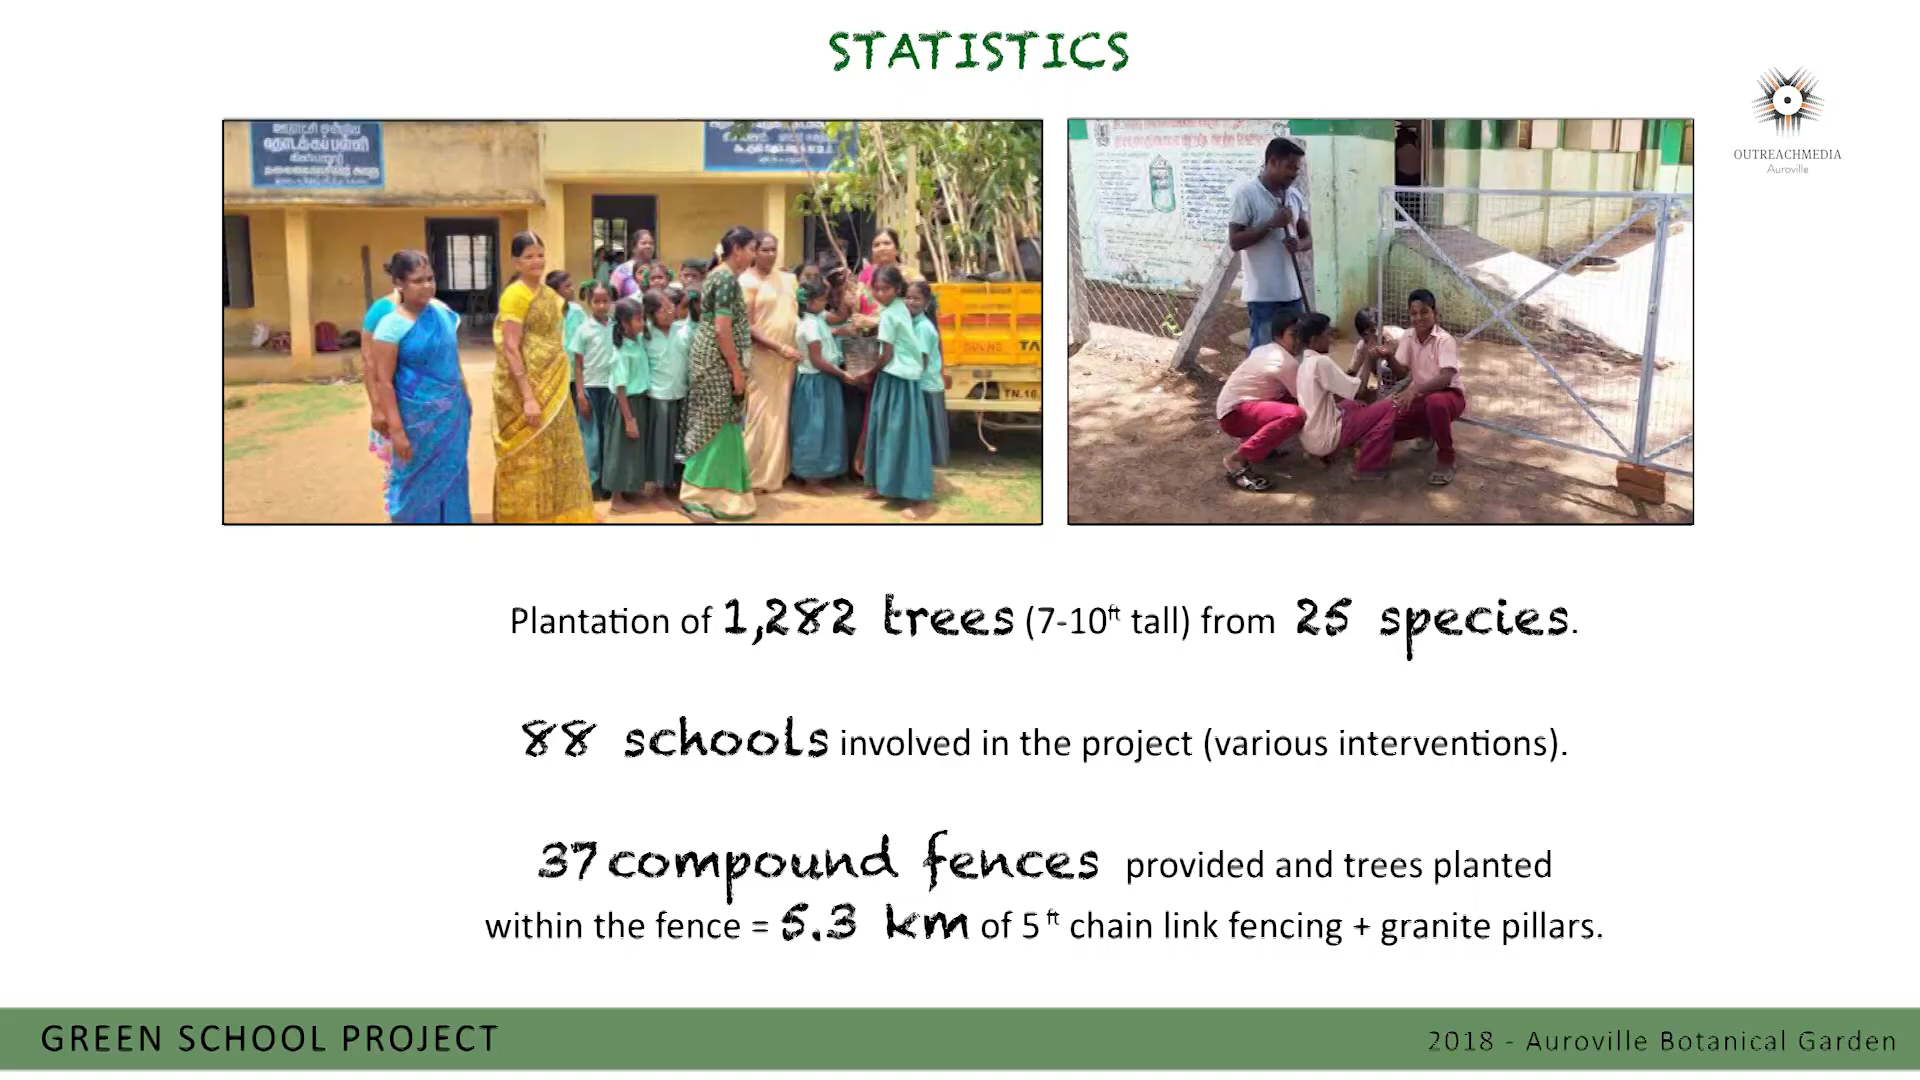 STATISTICS
OUTREACHMEDIA
Auroville
TN.16
Plantation of 1,282 trees (7-10ft tall) from 25 species.
88 schools involved in the project (various interventions).
37 compound fences provided and trees planted
within the fence = 5.3 km of 5 ft chain link fencing + granite pillars.
GREEN SCHOOL PROJECT
2018 - Auroville Botanical Garden